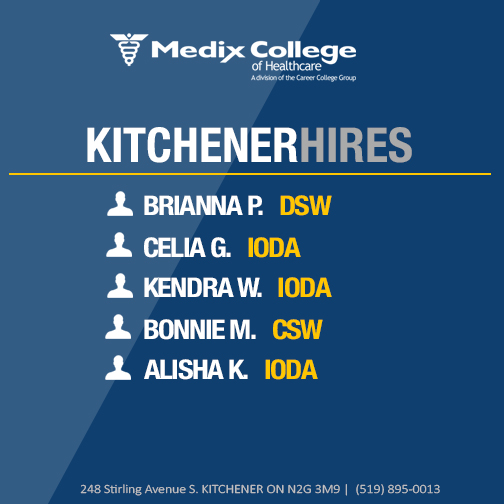 Medix College
of Healthcare
A division of the Career College Group
KITCHENERHIRES
BRIANNA P. DSW
CELIA G. IODA
KENDRA W. IODA
BONNIE M. CSW
ALISHA K. IODA
248 Stirling Avenue S. KITCHENER ON N2G 3M9 | (519) 895-0013